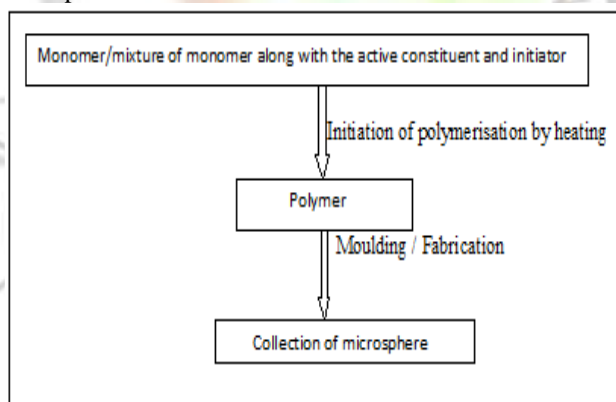 Monomer/mixture of monomer along with the active constituent and initiator
Initiation of polymerisation by heating
Polymer
Moulding / Fabrication
Collection of microsphere